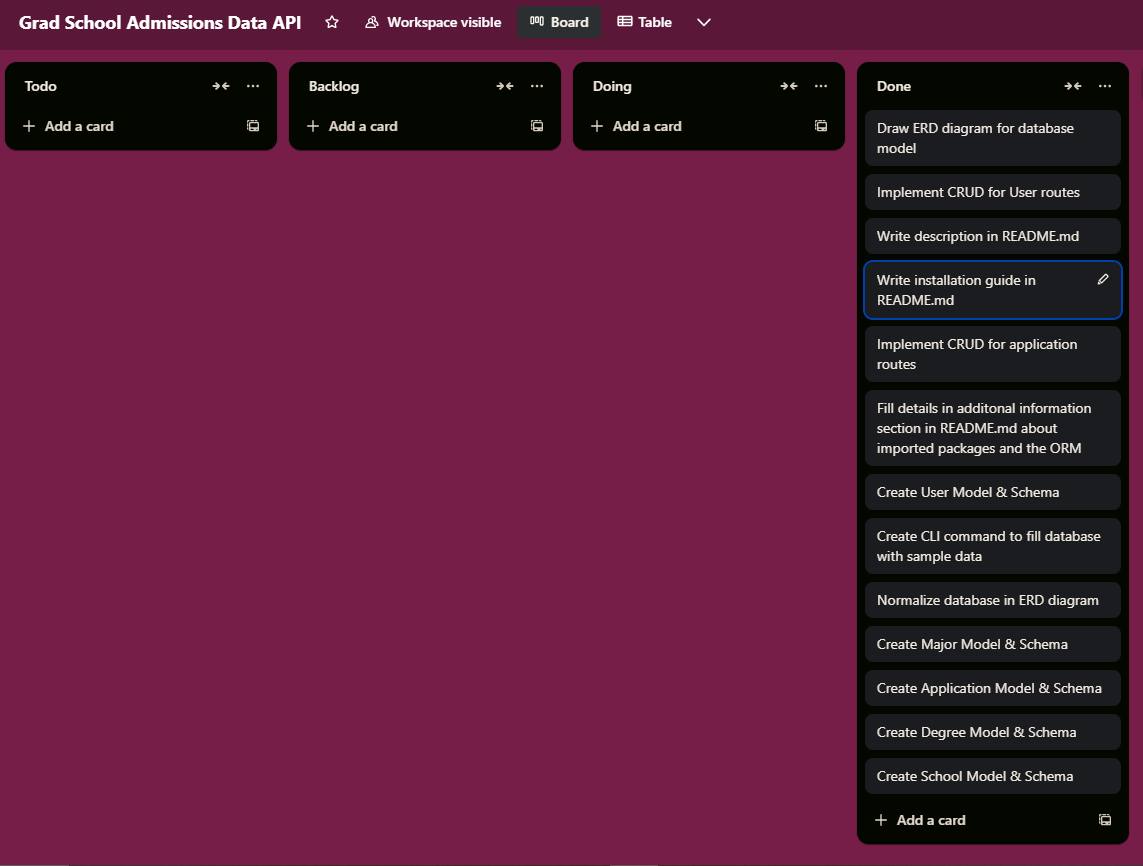 Grad School Admissions Data API
Workspace visible
Board
Table
Todo
Add a card
Backlog
Add a card
Doing
Add a card
Done
Draw ERD diagram for database
model
Implement CRUD for User routes
Write description in README.md
Write installation guide in
README.md
Implement CRUD for application
routes
Fill details in additonal information
section in README.md about
imported packages and the ORM
Create User Model & Schema
Create CLI command to fill database
with sample data
Normalize database in ERD diagram
Create Major Model & Schema
Create Application Model & Schema
Create Degree Model & Schema
Create School Model & Schema
Add a card